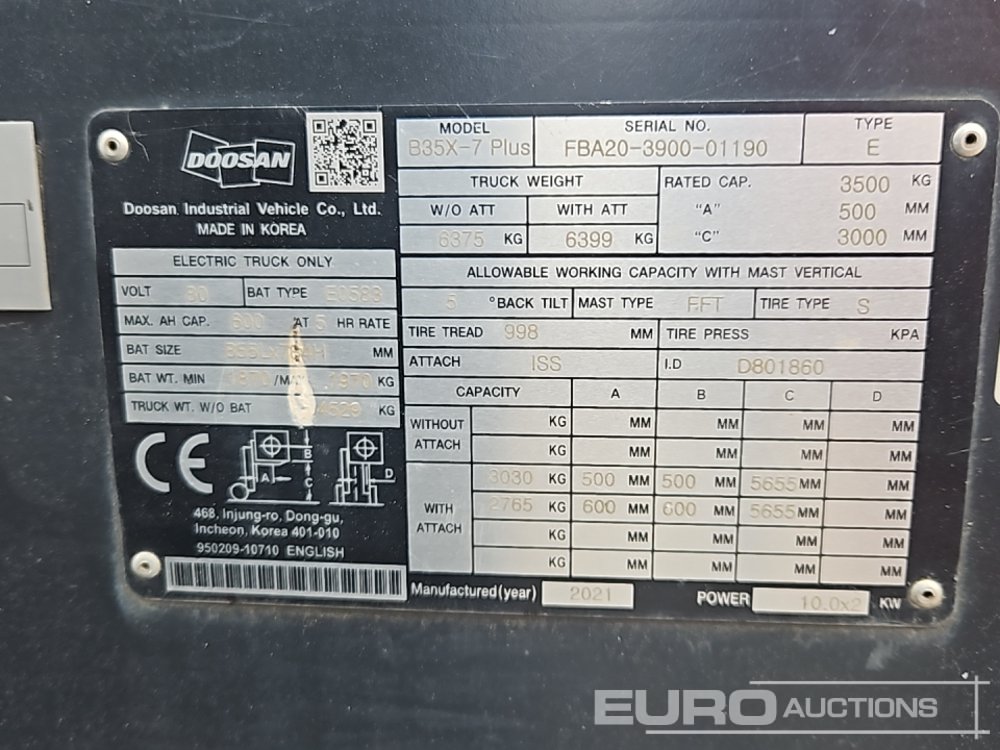 DOOSAN
Doosan Industrial Vehicle Co., Ltd.
MADE IN KOREA
MODEL SERIAL NO. TYPE
B35X-7 Plus FBA20-3900-01190 E
TRUCK WEIGHT RATED CAP. 3500 KG
W/O ATT WITH ATT "A" 500 MM
6375 KG 6399 KG "C" 3000 MM
ALLOWABLE WORKING CAPACITY WITH MAST VERTICAL
5 °BACK TILT MAST TYPE FFT TIRE TYPE S
TIRE TREAD 998 MM TIRE PRESS KPA
ATTACH ISS I.D D801860
CAPACITY A B C D
WITHOUT ATTACH KG MM MM MM MM
KG MM MM MM MM
WITH ATTACH 3030 KG 500 MM 500 MM 5655 MM MM
2765 KG 600 MM 600 MM 5655 MM MM
KG MM MM MM MM
KG MM MM MM MM
Manufactured(year) 2021 POWER 10.0x2 KW
ELECTRIC TRUCK ONLY
VOLT 80 BAT TYPE
MAX. AH CAP. 600 AT 5 HR RATE
BAT SIZE MM
BAT WT. MIN KG
TRUCK WT. W/O BAT 4529 KG
CE
A B C D
468, Injung-ro, Dong-gu,
Incheon, Korea 401-010
950209-10710 ENGLISH
EURO AUCTIONS